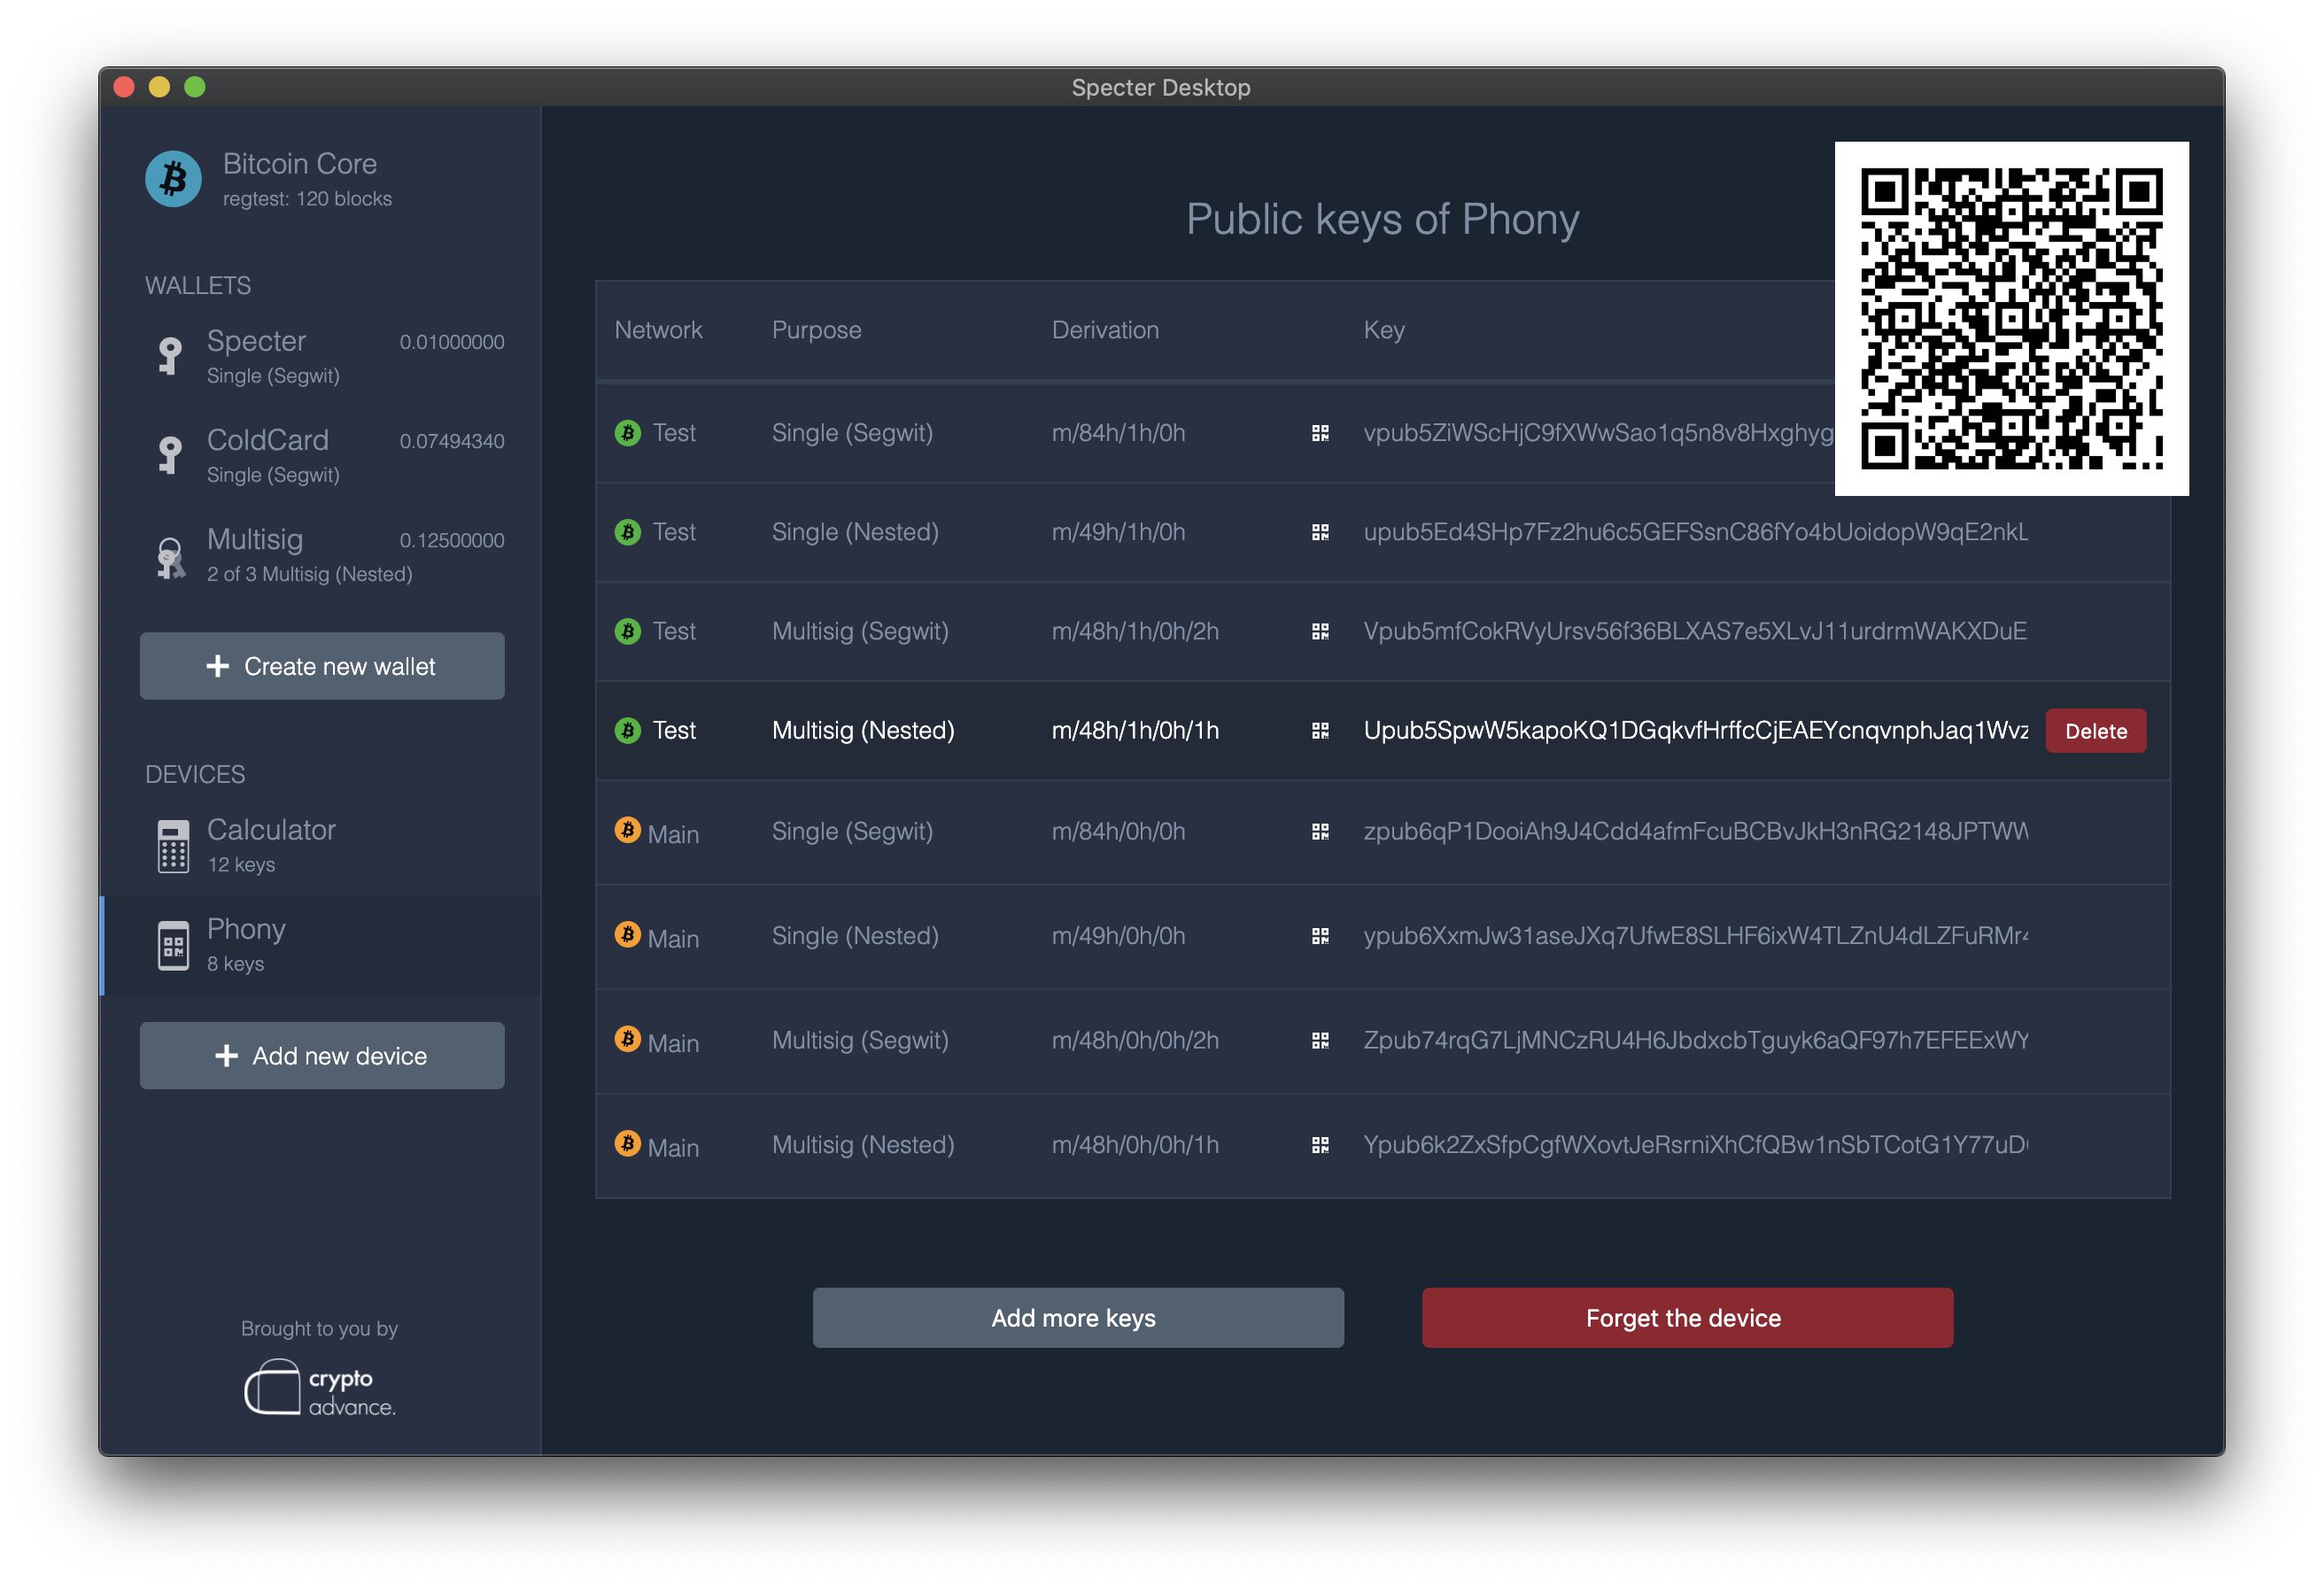 Specter Desktop
Bitcoin Core
regtest: 120 blocks
WALLETS
Specter 0.01000000
Single (Segwit)
ColdCard 0.07494340
Single (Segwit)
Multisig 0.12500000
2 of 3 Multisig (Nested)
Create new wallet
DEVICES
Calculator
12 keys
Phony
8 keys
Add new device
Brought to you by
crypto
advance.
Public keys of Phony
Network Purpose Derivation Key
Test Single (Segwit) m/84h/1h/0h vpub5ZiWScHjC9fXWwSao1q5n8v8Hxghyg
Test Single (Nested) m/49h/1h/0h upub5Ed4SHp7Fz2hu6c5GEFSsnC86fYo4bUoidopW9qE2nkL
Test Multisig (Segwit) m/48h/1h/0h/2h Vpub5mfCokRVyUrsv56f36BLXAS7e5XLvJ11urdrmWAKXDuE
Test Multisig (Nested) m/48h/1h/0h/1h Upub5SpwW5kapoKQ1DGqkvfHrffcCjEAEYcnqvnphJaq1Wvz Delete
Main Single (Segwit) m/84h/0h/0h zpub6qP1DooiAh9J4Cdd4afmFcuBCBvJkH3nRG2148JPTWW
Main Single (Nested) m/49h/0h/0h ypub6XxmJw31aseJXq7UfwE8SLHF6ixW4TLZnU4dLZFuRMr4
Main Multisig (Segwit) m/48h/0h/0h/2h Zpub74rqG7LjMNCzRU4H6JbdxcbTguyk6aQF97h7EFEExWY
Main Multisig (Nested) m/48h/0h/0h/1h Ypub6k2ZxSfpCgfWXovtJeRsrniXhCfQBw1nSbTCotG1Y77uD
Add more keys
Forget the device